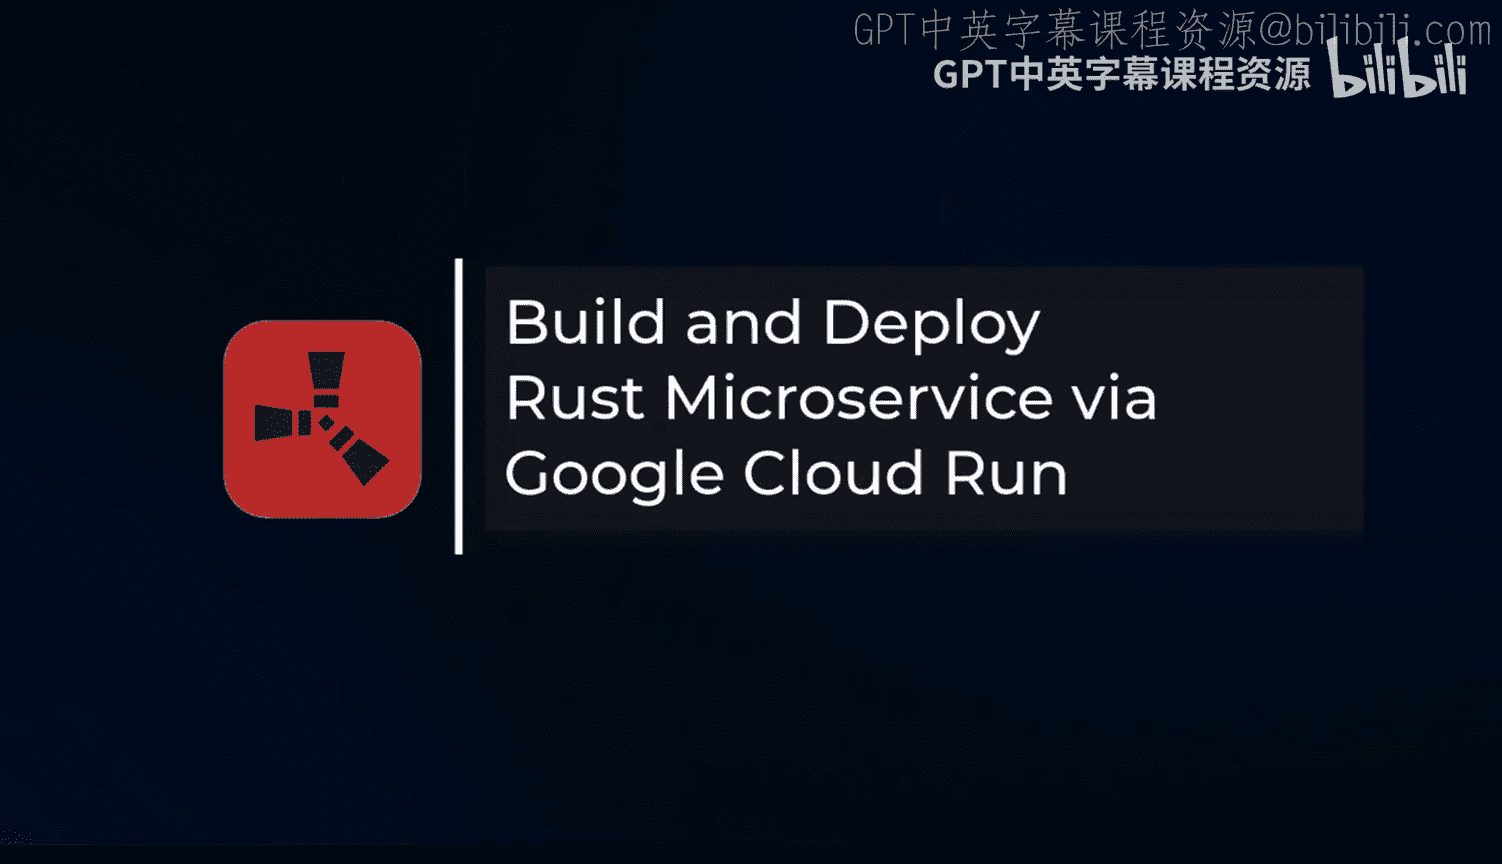 GPT中英字幕课程资源@bilibili.com
GPT中英字幕课程资源 bilibili
Build and Deploy
Rust Microservice via
Google Cloud Run